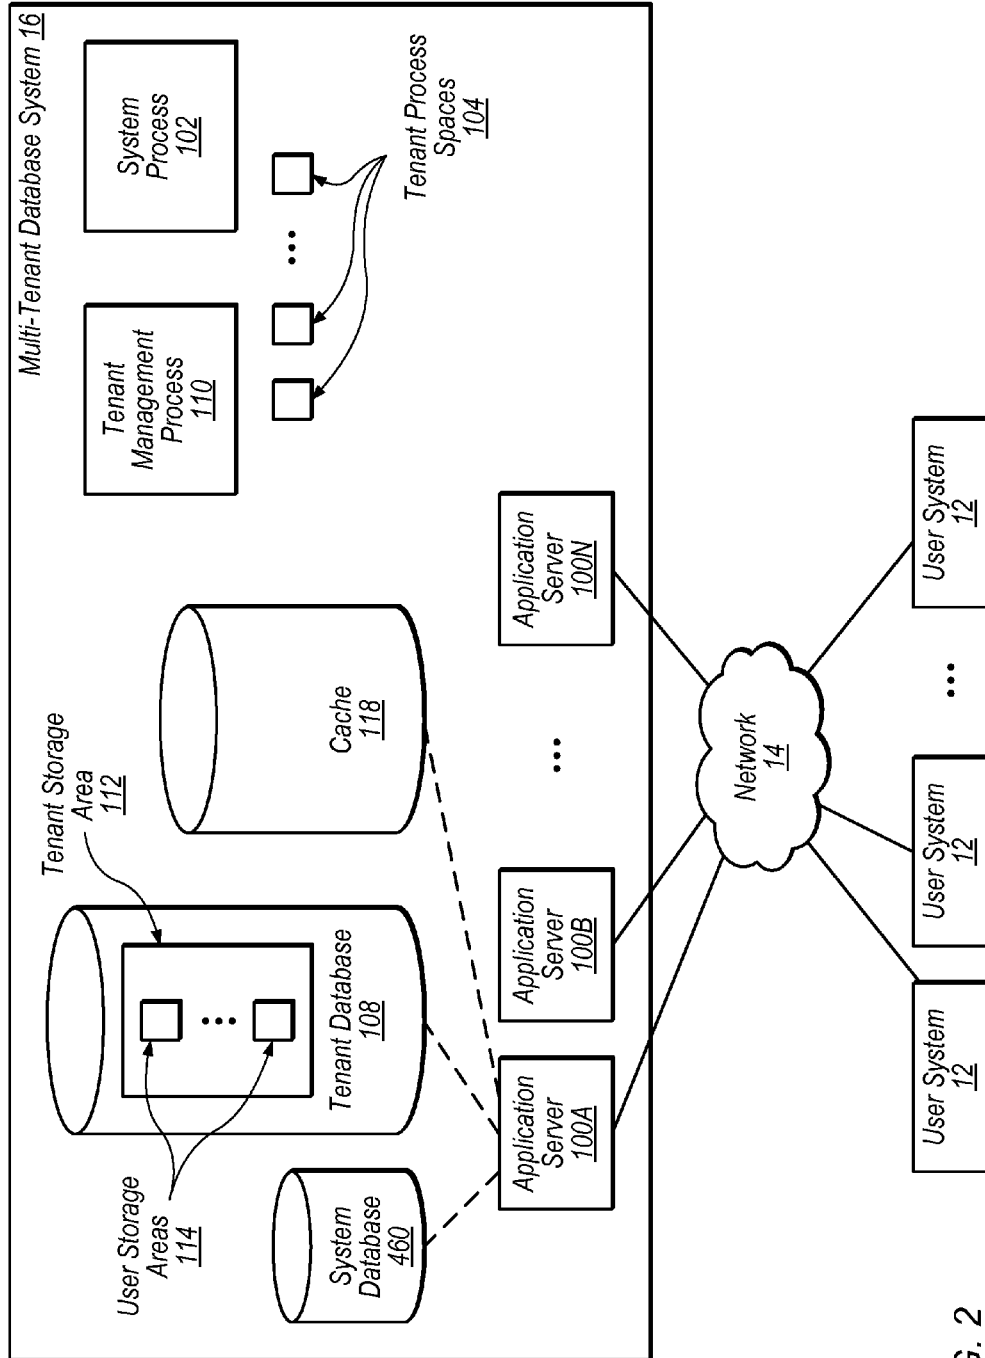 Multi-Tenant Database System 16
Tenant Storage
Area
112
User Storage
Areas
114
System
Database
460
Tenant Database
108
Cache
118
Tenant
Management
Process
110
System
Process
102
Tenant Process
Spaces
104
Application
Server
100A
Application
Server
100B
...
Application
Server
100N
Network
14
User System
12
User System
12
...
User System
12
G. 2